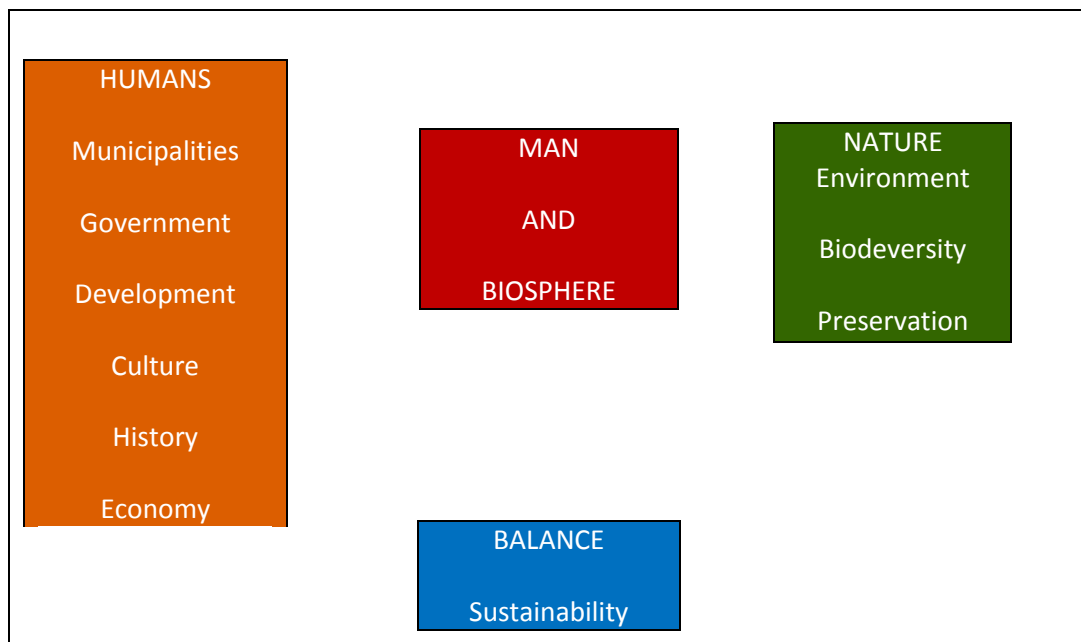 HUMANS
Municipalities
Government
Development
Culture
History
Economy
MAN
AND
BIOSPHERE
NATURE
Environment
Biodeversity
Preservation
BALANCE
Sustainability